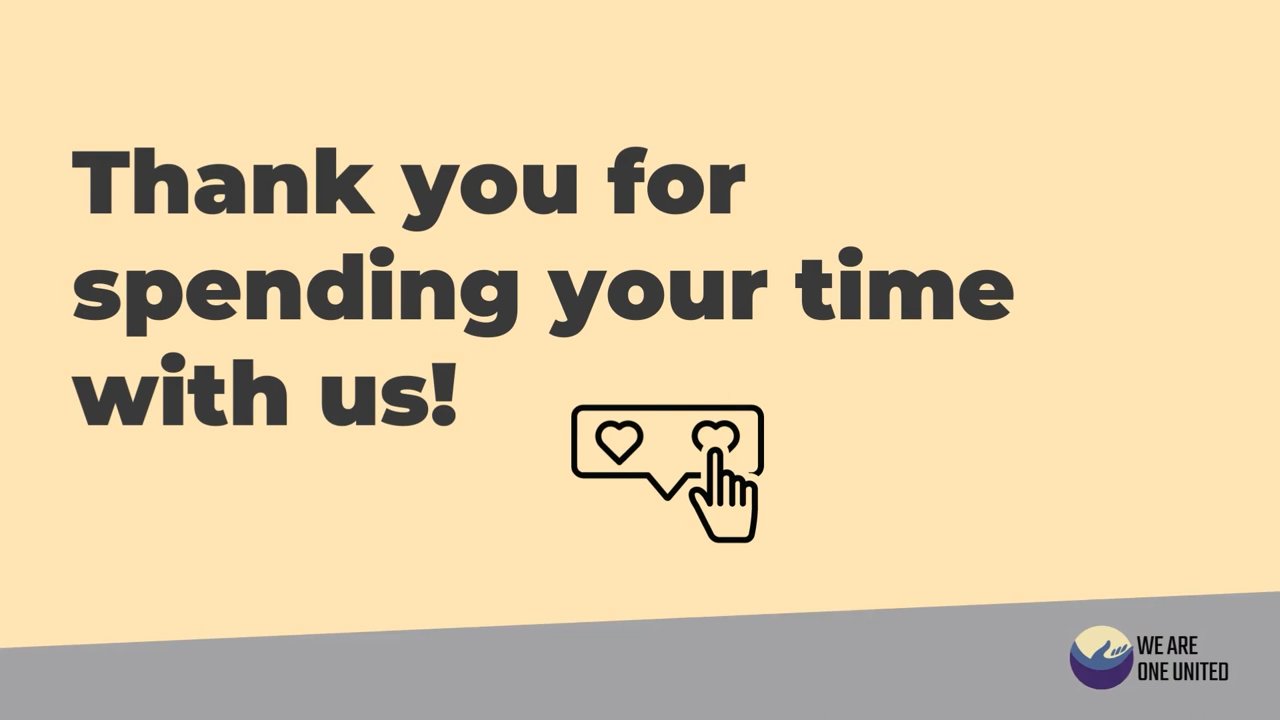 Thank you for
spending your time
with us!
WE ARE
ONE UNITED